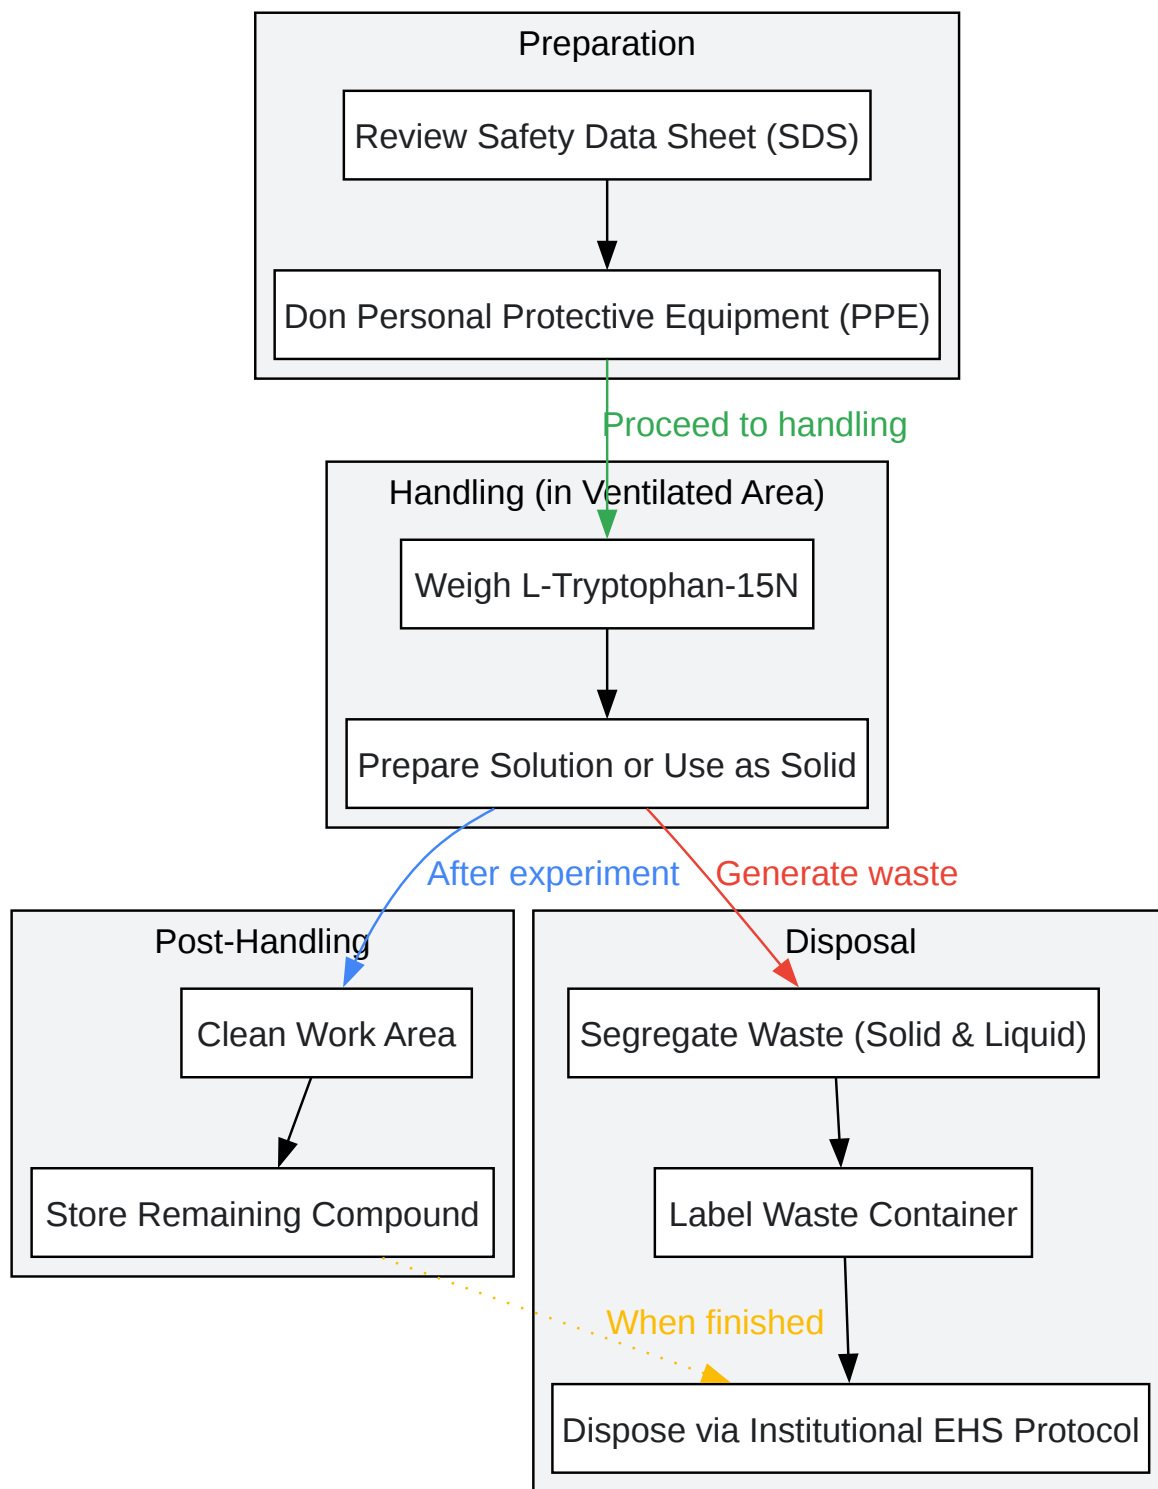 Preparation
Review Safety Data Sheet (SDS)
Don Personal Protective Equipment (PPE)
Proceed to handling
Handling (in Ventilated Area)
Weigh L-Tryptophan-15N
Prepare Solution or Use as Solid
After experiment
Generate waste
Post-Handling
Clean Work Area
Store Remaining Compound
Disposal
Segregate Waste (Solid & Liquid)
Label Waste Container
When finished
Dispose via Institutional EHS Protocol